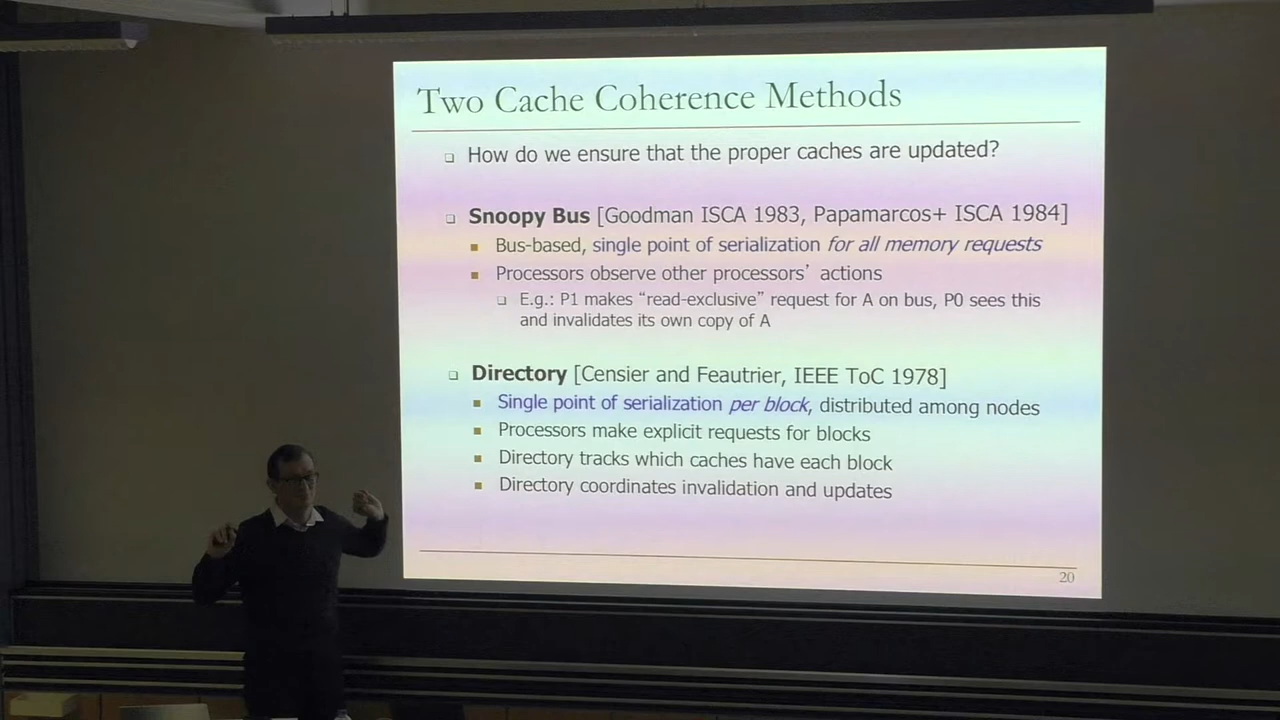 Two Cache Coherence Methods
How do we ensure that the proper caches are updated?
Snoopy Bus [Goodman ISCA 1983, Papamarcos+ ISCA 1984]
Bus-based, single point of serialization for all memory requests
Processors observe other processors’ actions
E.g.: P1 makes “read-exclusive” request for A on bus, P0 sees this
and invalidates its own copy of A
Directory [Censier and Feautrier, IEEE ToC 1978]
Single point of serialization per block, distributed among nodes
Processors make explicit requests for blocks
Directory tracks which caches have each block
Directory coordinates invalidation and updates
20